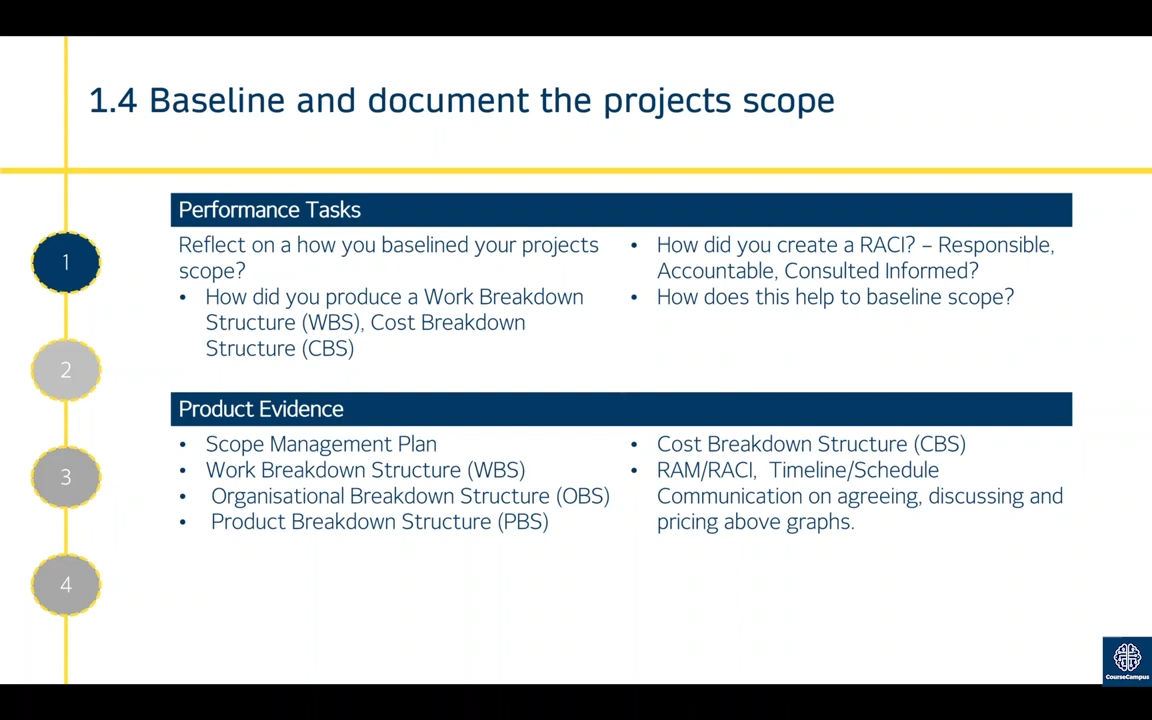 1.4 Baseline and document the projects scope
1
2
3
4
Performance Tasks
Reflect on a how you baselined your projects
scope?
• How did you produce a Work Breakdown
Structure (WBS), Cost Breakdown
Structure (CBS)
• How did you create a RACI? – Responsible,
Accountable, Consulted Informed?
• How does this help to baseline scope?
Product Evidence
• Scope Management Plan
• Work Breakdown Structure (WBS)
• Organisational Breakdown Structure (OBS)
• Product Breakdown Structure (PBS)
• Cost Breakdown Structure (CBS)
• RAM/RACI, Timeline/Schedule
Communication on agreeing, discussing and
pricing above graphs.
CourseCampus